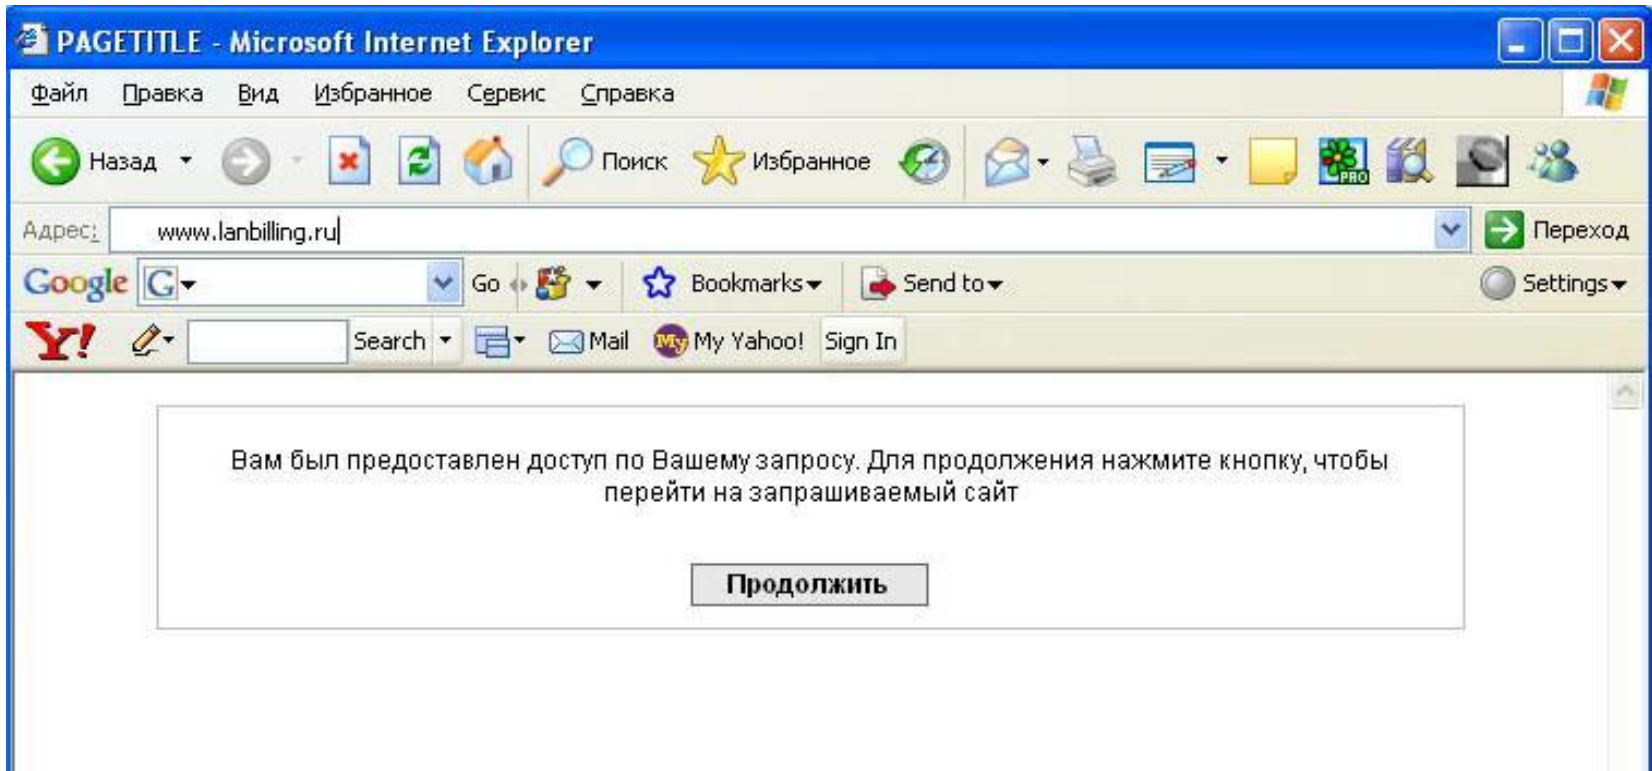 PAGETITLE - Microsoft Internet Explorer
Файл Правка Вид Избранное Сервис Справка
Назад Поиск Избранное PRO
Адрес: www.lanbilling.ru Переход
Google G Go Bookmarks Send to Settings
Y! Search Mail My My Yahoo! Sign In
Вам был предоставлен доступ по Вашему запросу. Для продолжения нажмите кнопку, чтобы
перейти на запрашиваемый сайт
Продолжить